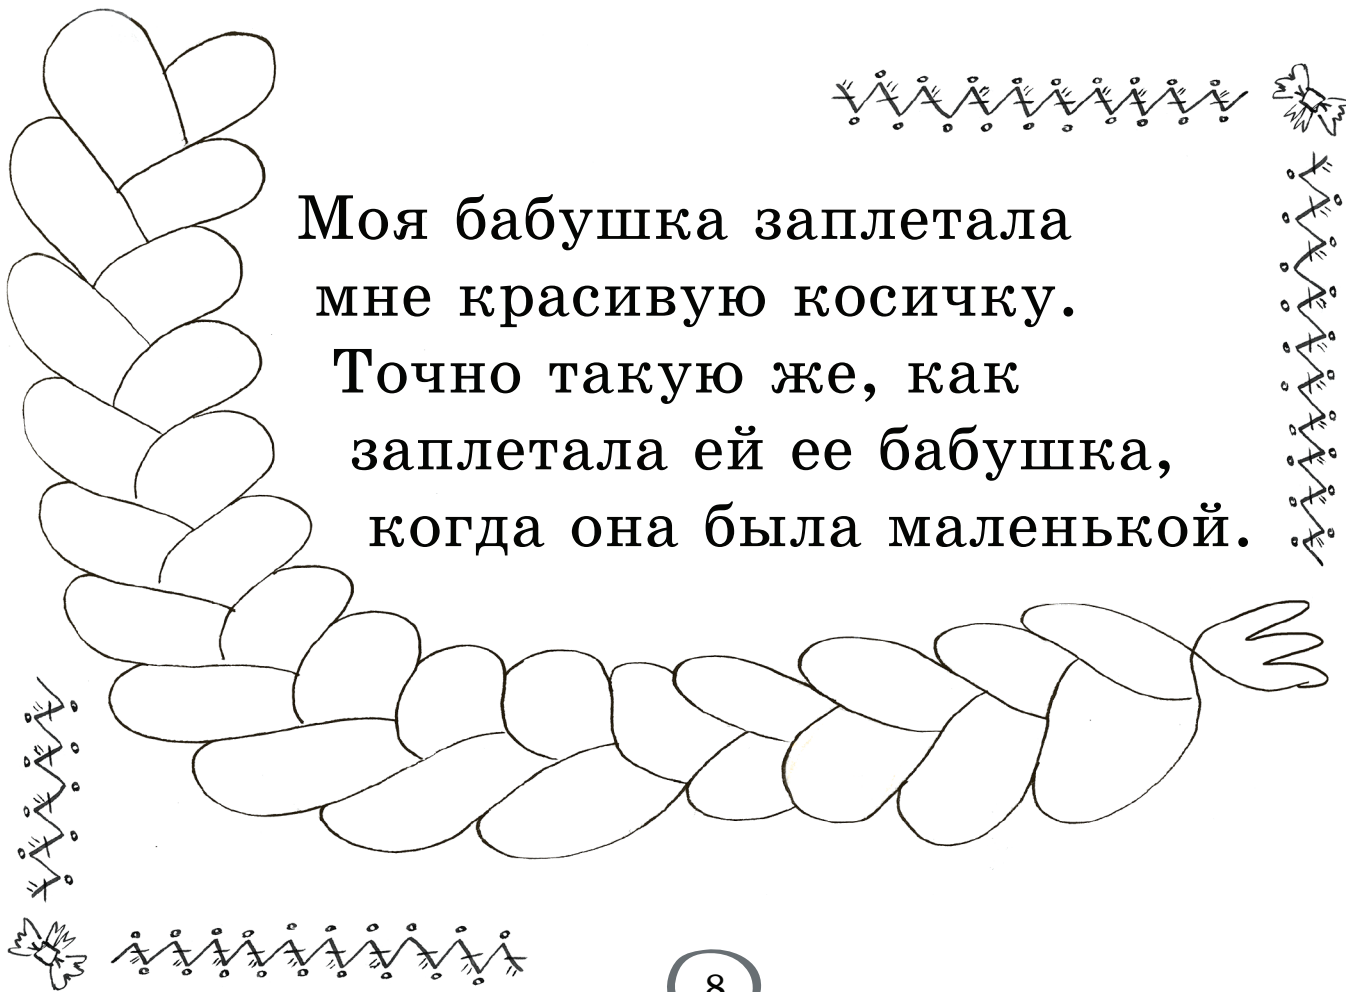 Моя бабушка заплетала
мне красивую косичку.
Точно такую же, как
заплетала ей ее бабушка,
когда она была маленькой.
8